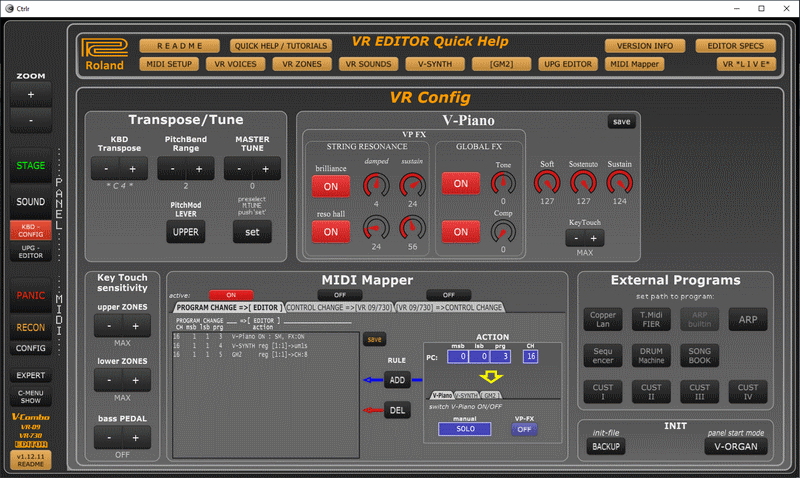 Ctrlr
Roland
VR EDITOR Quick Help
R E A D M E
QUICK HELP / TUTORIALS
VERSION INFO
EDITOR SPECS
MIDI SETUP
VR VOICES
VR ZONES
VR SOUNDS
V-SYNTH
[GM2]
UPG EDITOR
MIDI Mapper
VR *L I V E*
ZOOM
+
-
STAGE
SOUND
KBD - CONFIG
UPG - EDITOR
PANEL
PANIC
RECON
CONFIG
MIDI
EXPERT
C-MENU SHOW
V-Combo
VR-09
VR-730
EDITOR
v1.12.11
README
VR Config
Transpose/Tune
KBD Transpose
PitchBend Range
MASTER TUNE
- +
- +
- +
* C 4 *
2
0
PitchMod LEVER
UPPER
preselect M.TUNE push 'set'
set
V-Piano
save
VP FX
STRING RESONANCE
damped
sustain
brilliance
ON
4
24
reso hall
ON
24
56
GLOBAL FX
ON
Tone
0
ON
Comp
0
Soft
Sostenuto
Sustain
127
127
124
KeyTouch
- +
MAX
Key Touch sensitivity
upper ZONES
- +
MAX
lower ZONES
- +
MAX
bass PEDAL
- +
OFF
MIDI Mapper
active:
ON
OFF
OFF
PROGRAM CHANGE =>[ EDITOR ]
CONTROL CHANGE =>[VR 09/730]
[VR 09/730] =>CONTROL CHANGE
PROGRAM CHANGE ___ =>[ EDITOR ]
CH msb lsb prg action
16 1 1 3 V-Piano ON : SW, FX:ON
16 1 1 4 V-SYNTH reg [1:1]->um1s
16 1 1 5 GM2 reg [1:1]->CH:8
save
RULE
ADD
DEL
ACTION
msb lsb prg CH
PC: 0 0 3 16
V-Piano
V-SYNTH
[GM2 ]
switch V-Piano ON/OFF
manual
SOLO
VP-FX
OFF
External Programs
set path to program:
Copper Lan
T.Midi FIER
ARP builtin
ARP
Sequ encer
DRUM Machine
SONG BOOK
CUST I
CUST II
CUST III
CUST IV
INIT
init-file
BACKUP
panel start mode
V-ORGAN